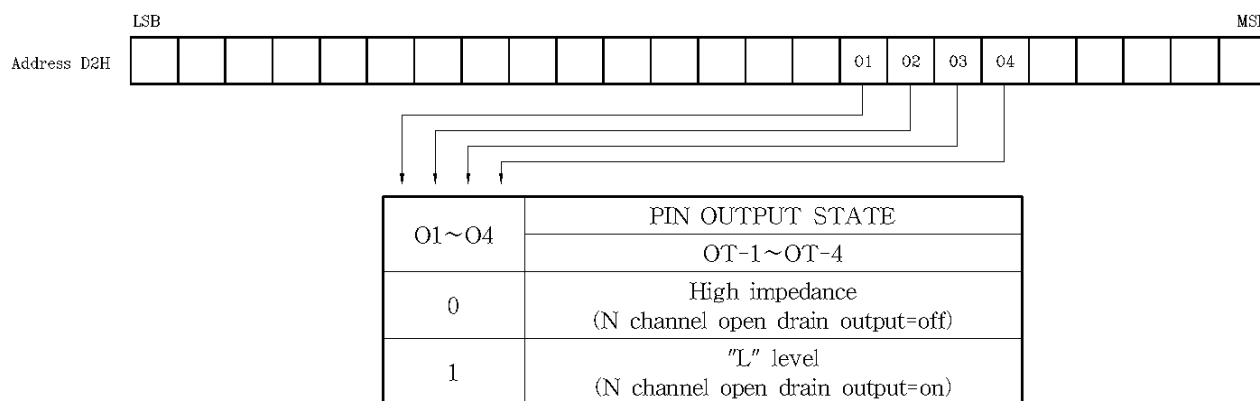 LSB
MSB
Address D2H
O1 O2 O3 O4
O1~O4
PIN OUTPUT STATE
OT-1~OT-4
0
High impedance
(N channel open drain output=off)
1
"L" level
(N channel open drain output=on)